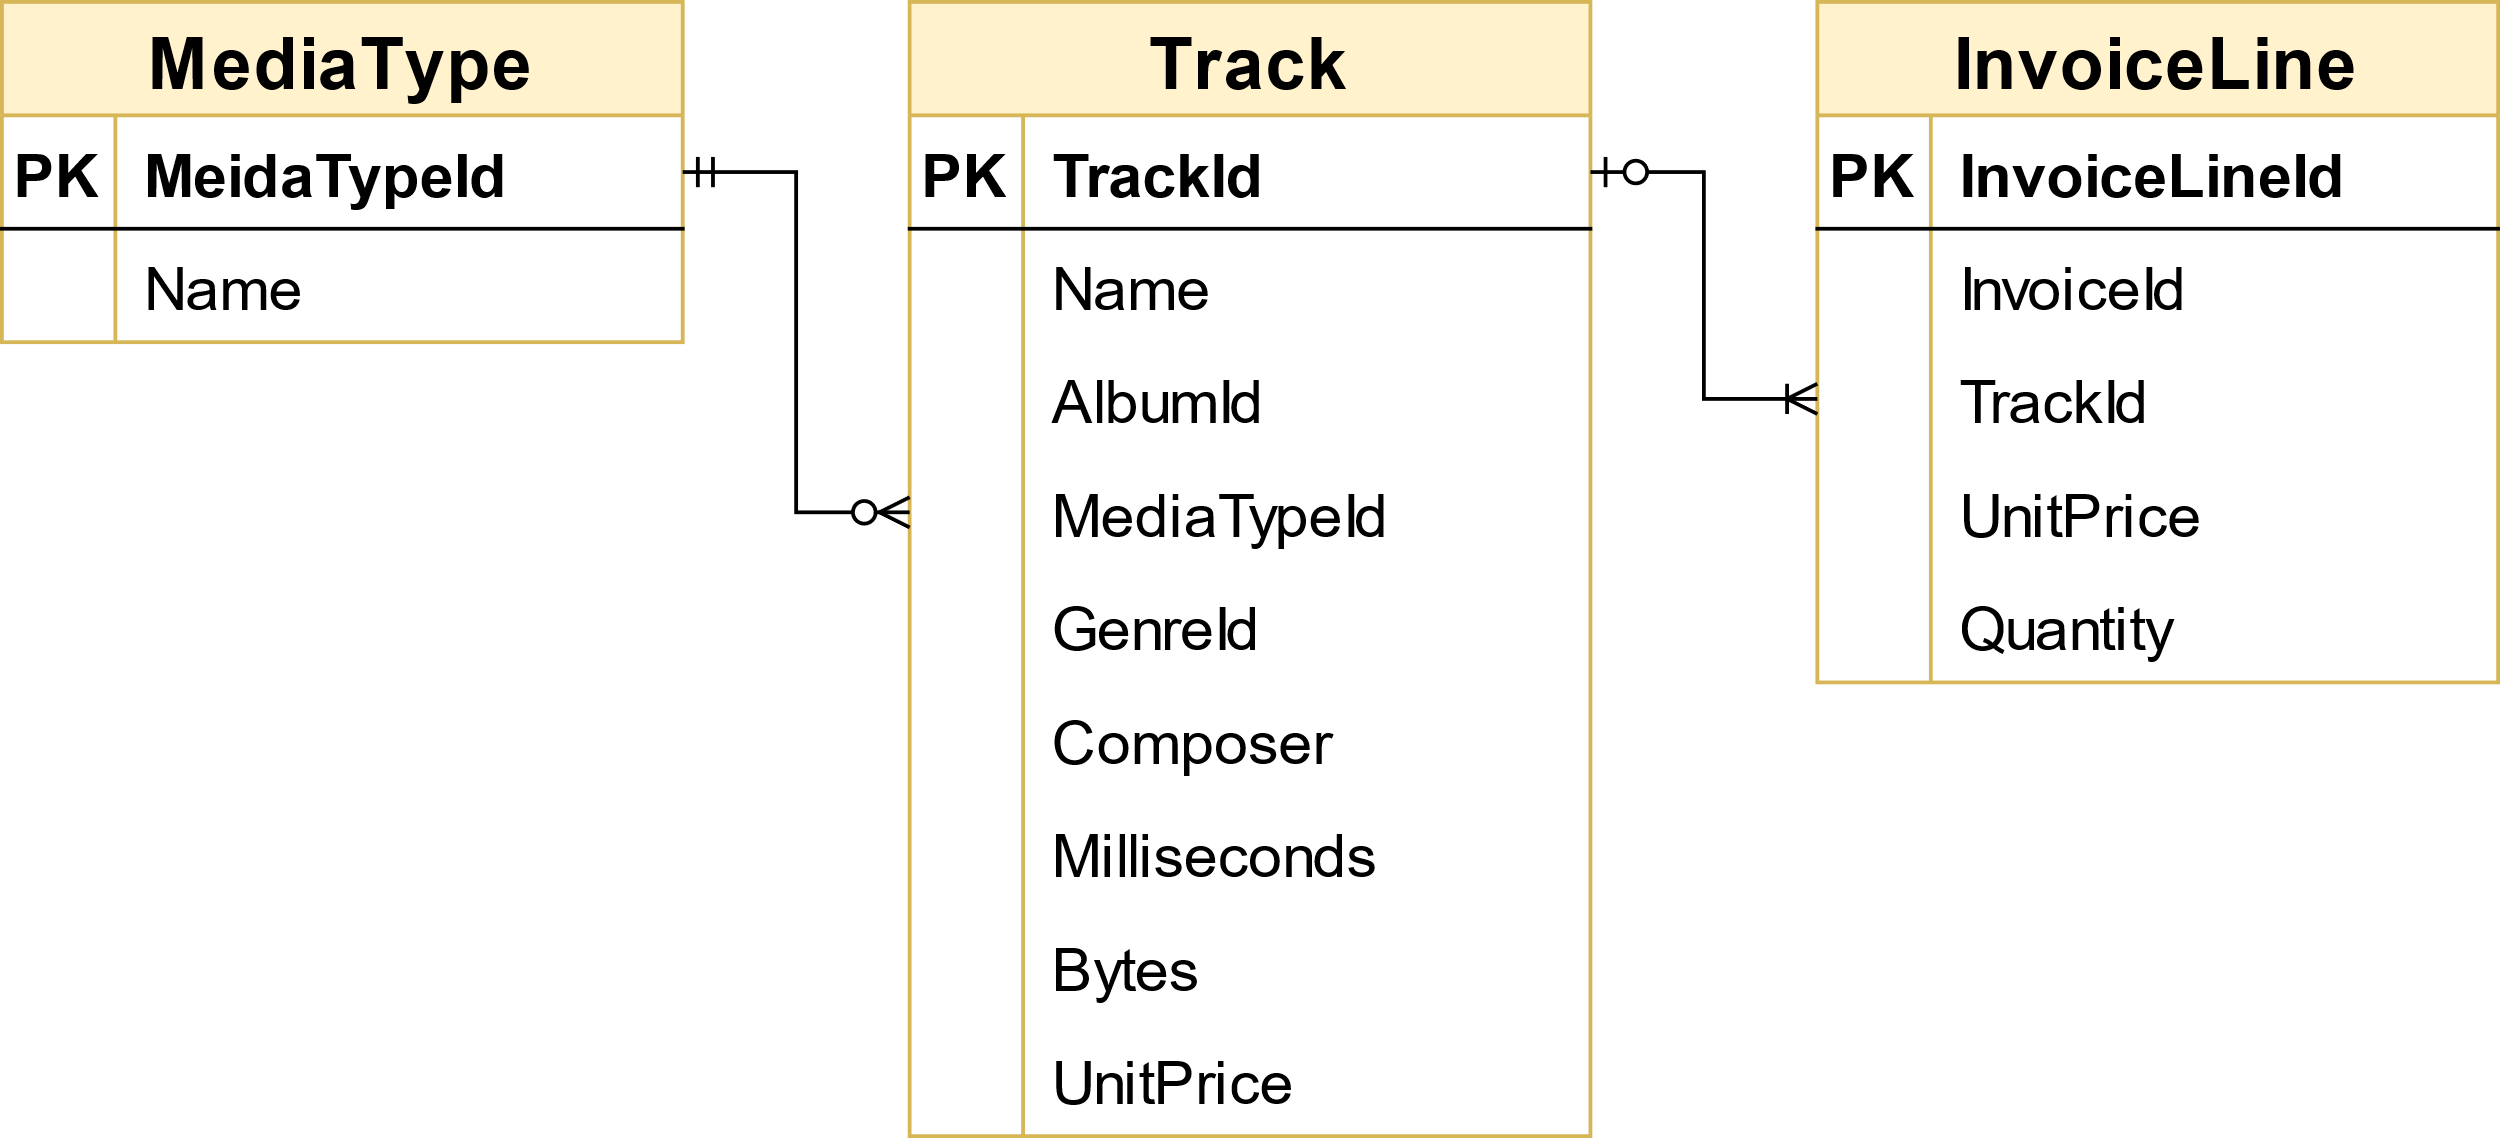 MediaType
PK MeidaTypeId
Name
Track
PK TrackId
Name
AlbumId
MediaTypeId
GenreId
Composer
Milliseconds
Bytes
UnitPrice
InvoiceLine
PK InvoiceLineId
InvoiceId
TrackId
UnitPrice
Quantity